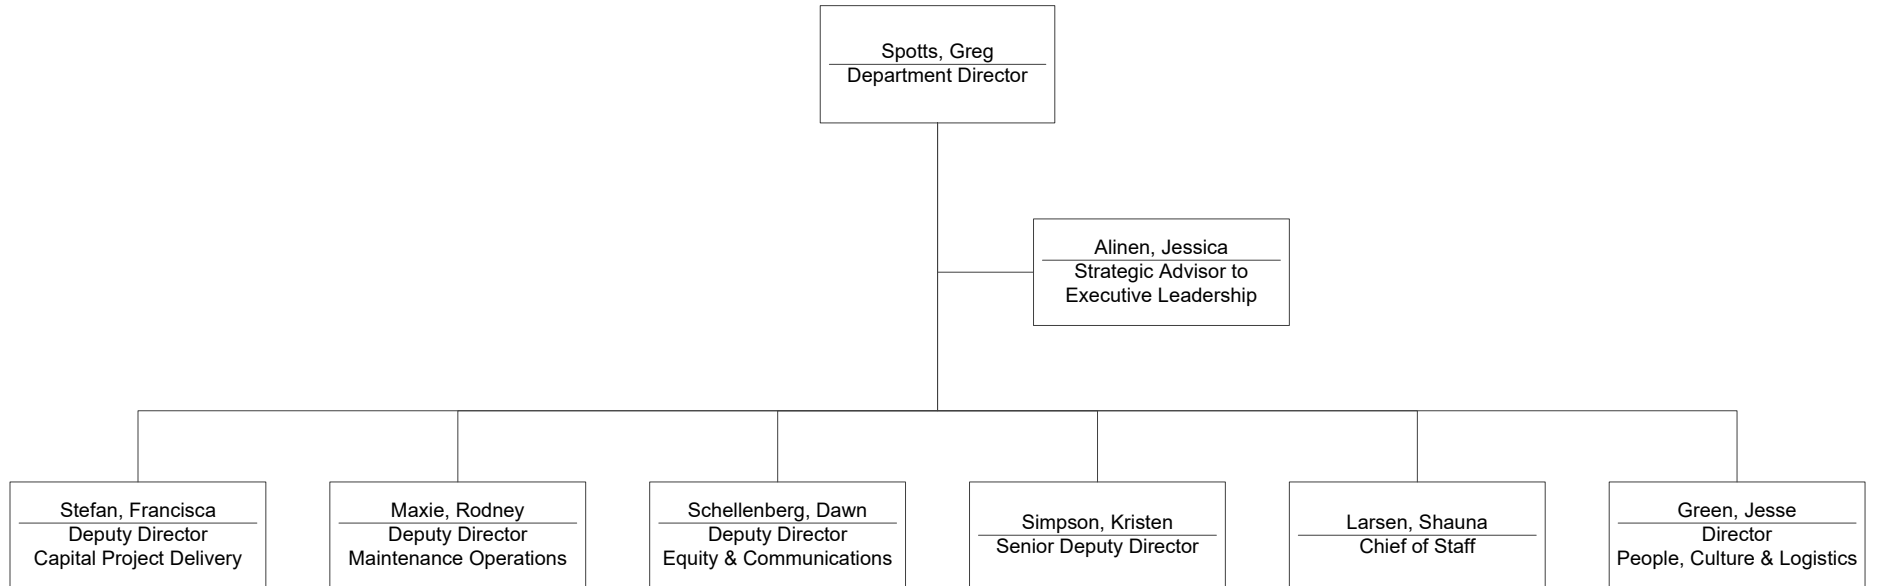 Spotts, Greg
Department Director
Alinen, Jessica
Strategic Advisor to
Executive Leadership
Stefan, Francisca
Deputy Director
Capital Project Delivery
Maxie, Rodney
Deputy Director
Maintenance Operations
Schellenberg, Dawn
Deputy Director
Equity & Communications
Simpson, Kristen
Senior Deputy Director
Larsen, Shauna
Chief of Staff
Green, Jesse
Director
People, Culture & Logistics